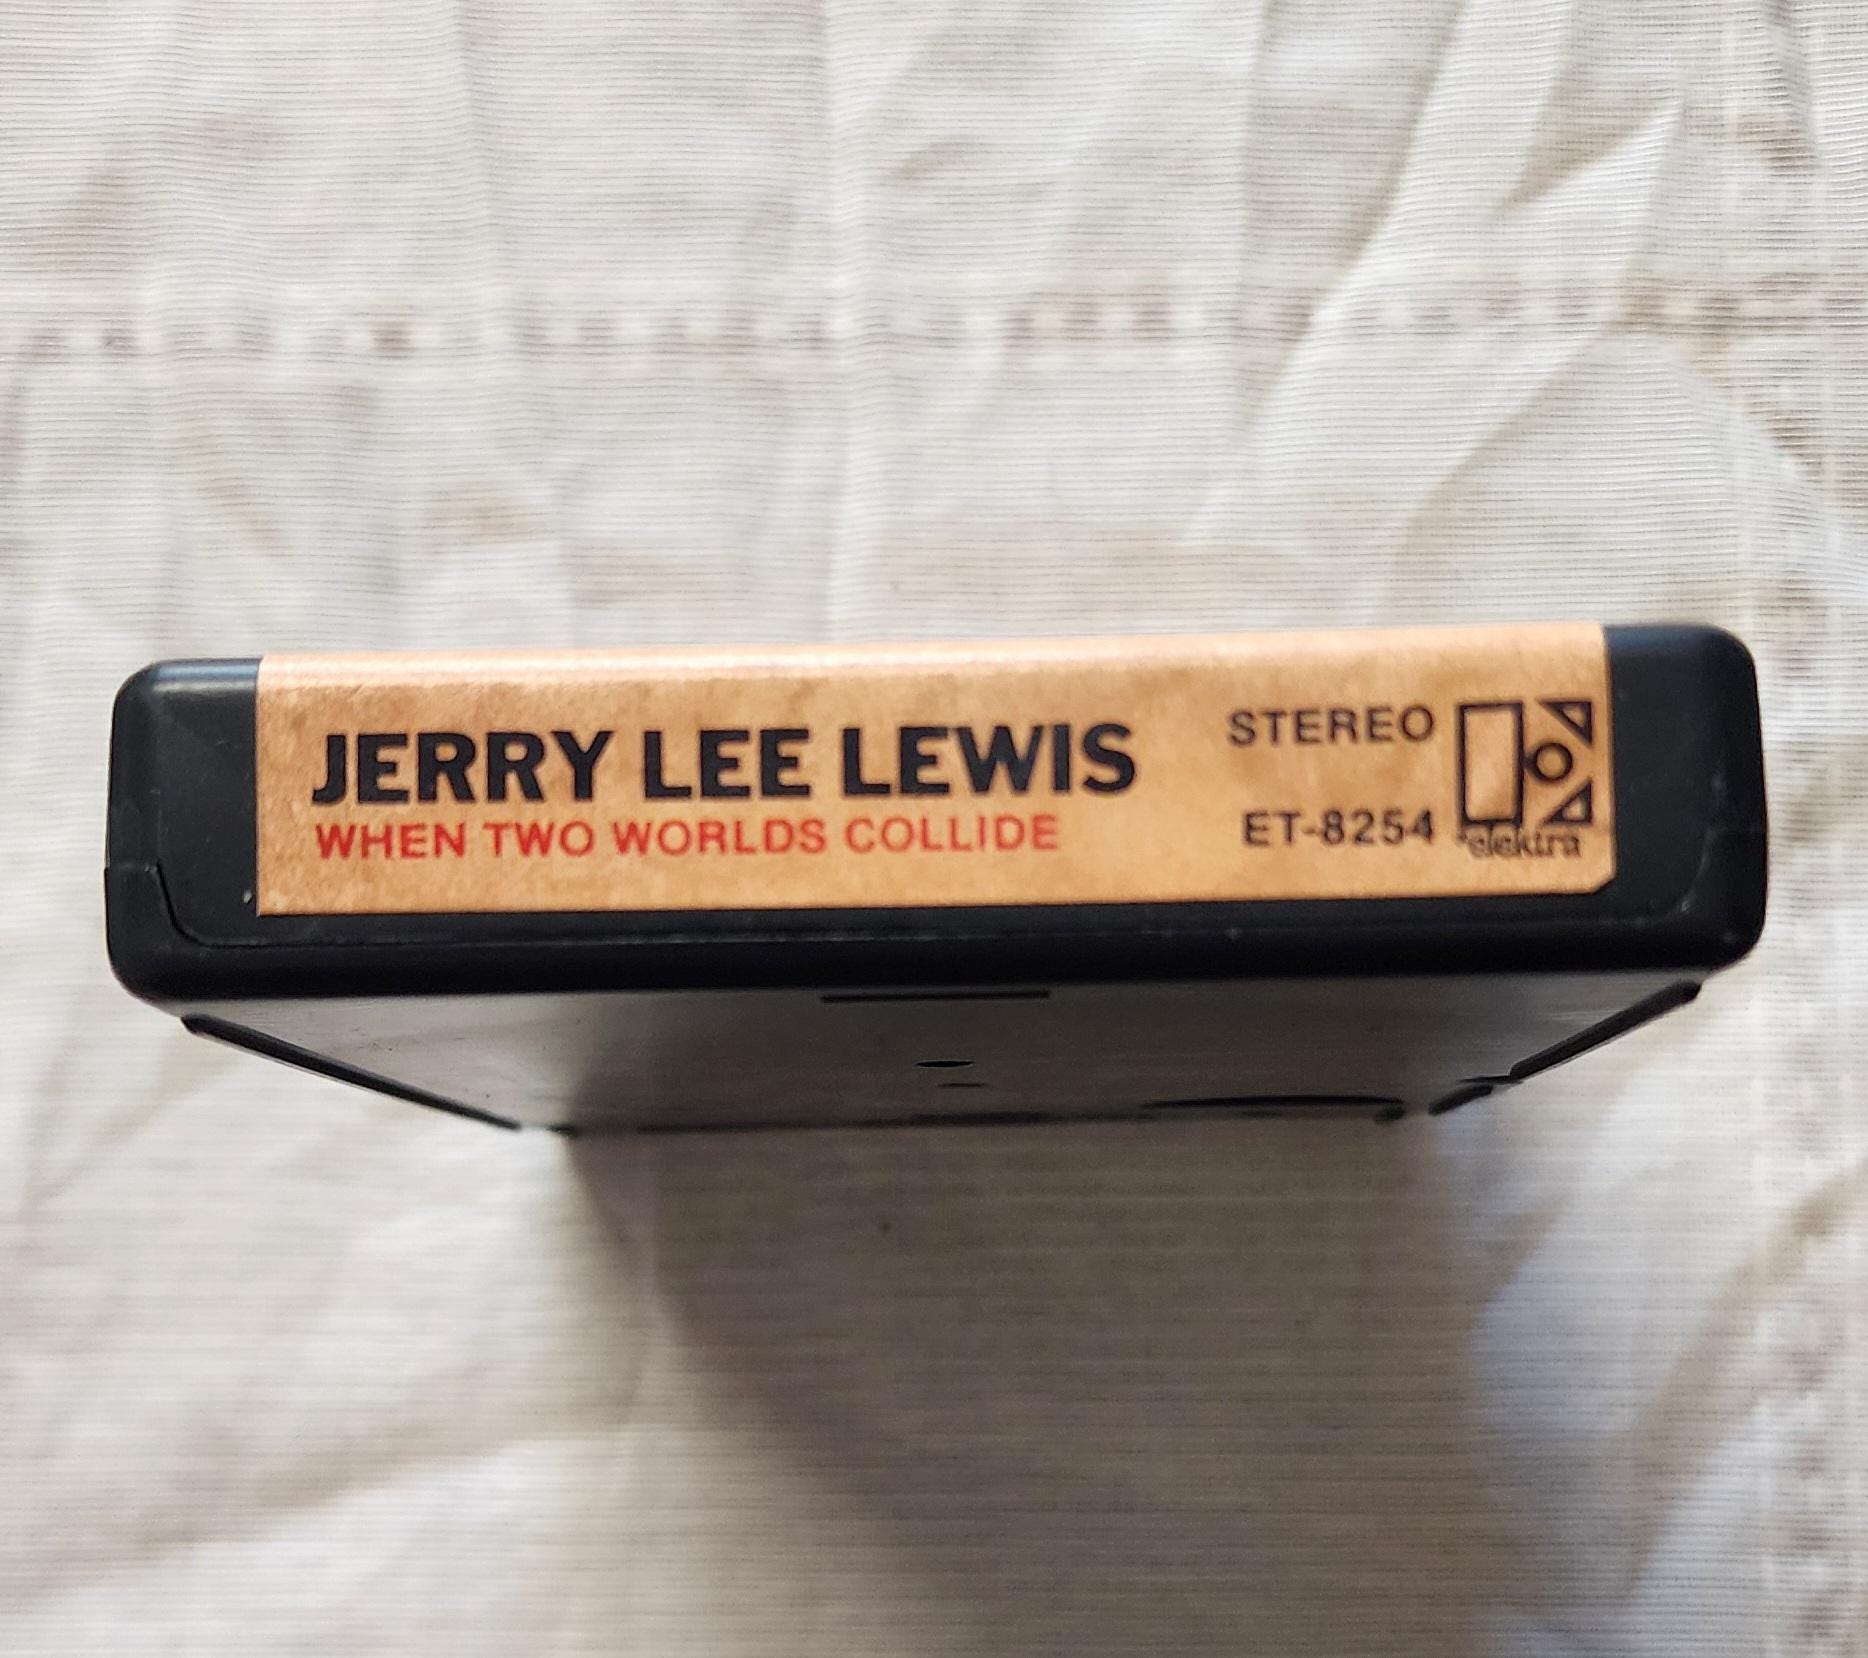 JERRY LEE LEWIS
WHEN TWO WORLDS COLLIDE
STEREO
ET-8254
elektra